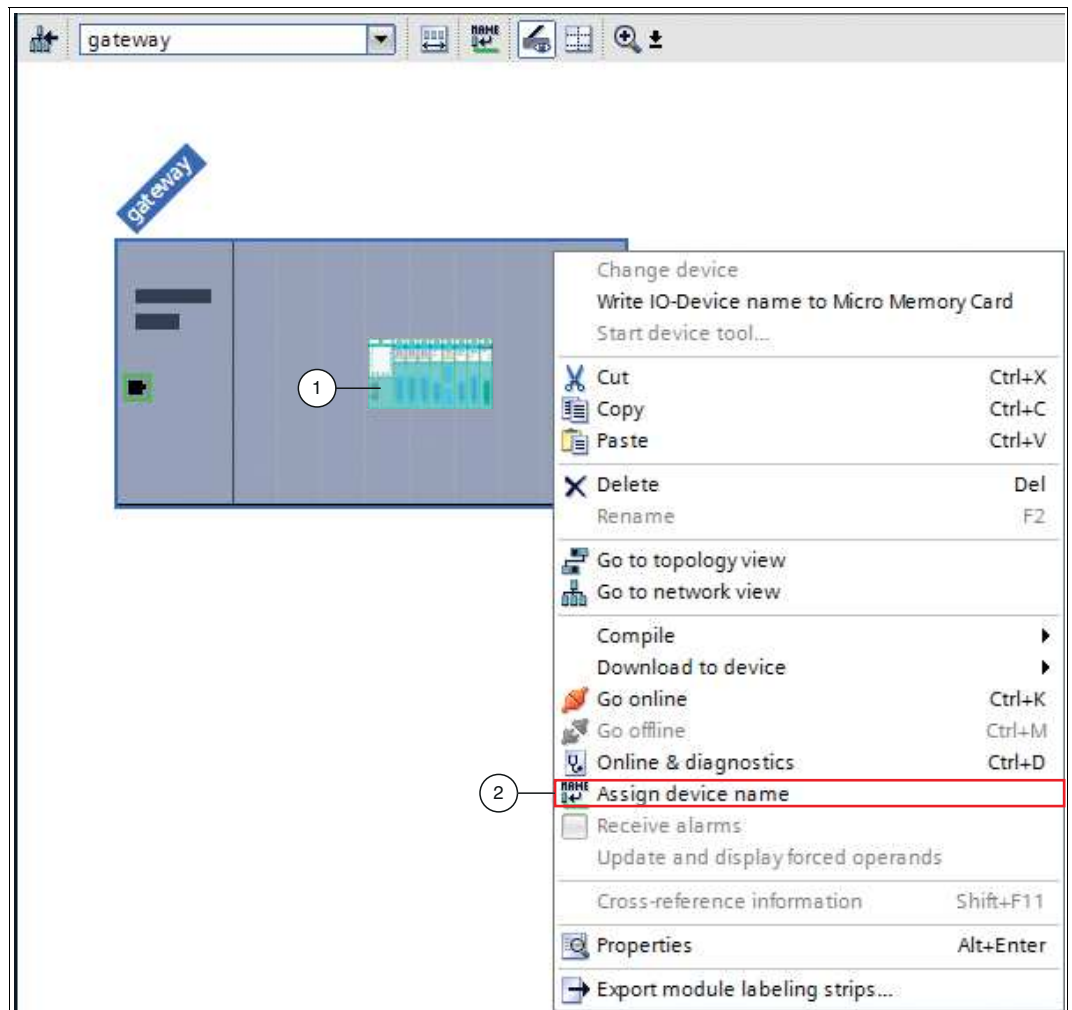 gateway
NAME
gateway
Change device
Write IO-Device name to Micro Memory Card
Start device tool...
1
Cut Ctrl+X
Copy Ctrl+C
Paste Ctrl+V
Delete Del
Rename F2
Go to topology view
Go to network view
Compile
Download to device
Go online Ctrl+K
Go offline Ctrl+M
Online & diagnostics Ctrl+D
2
NAME Assign device name
Receive alarms
Update and display forced operands
Cross-reference information Shift+F11
Properties Alt+Enter
Export module labeling strips...